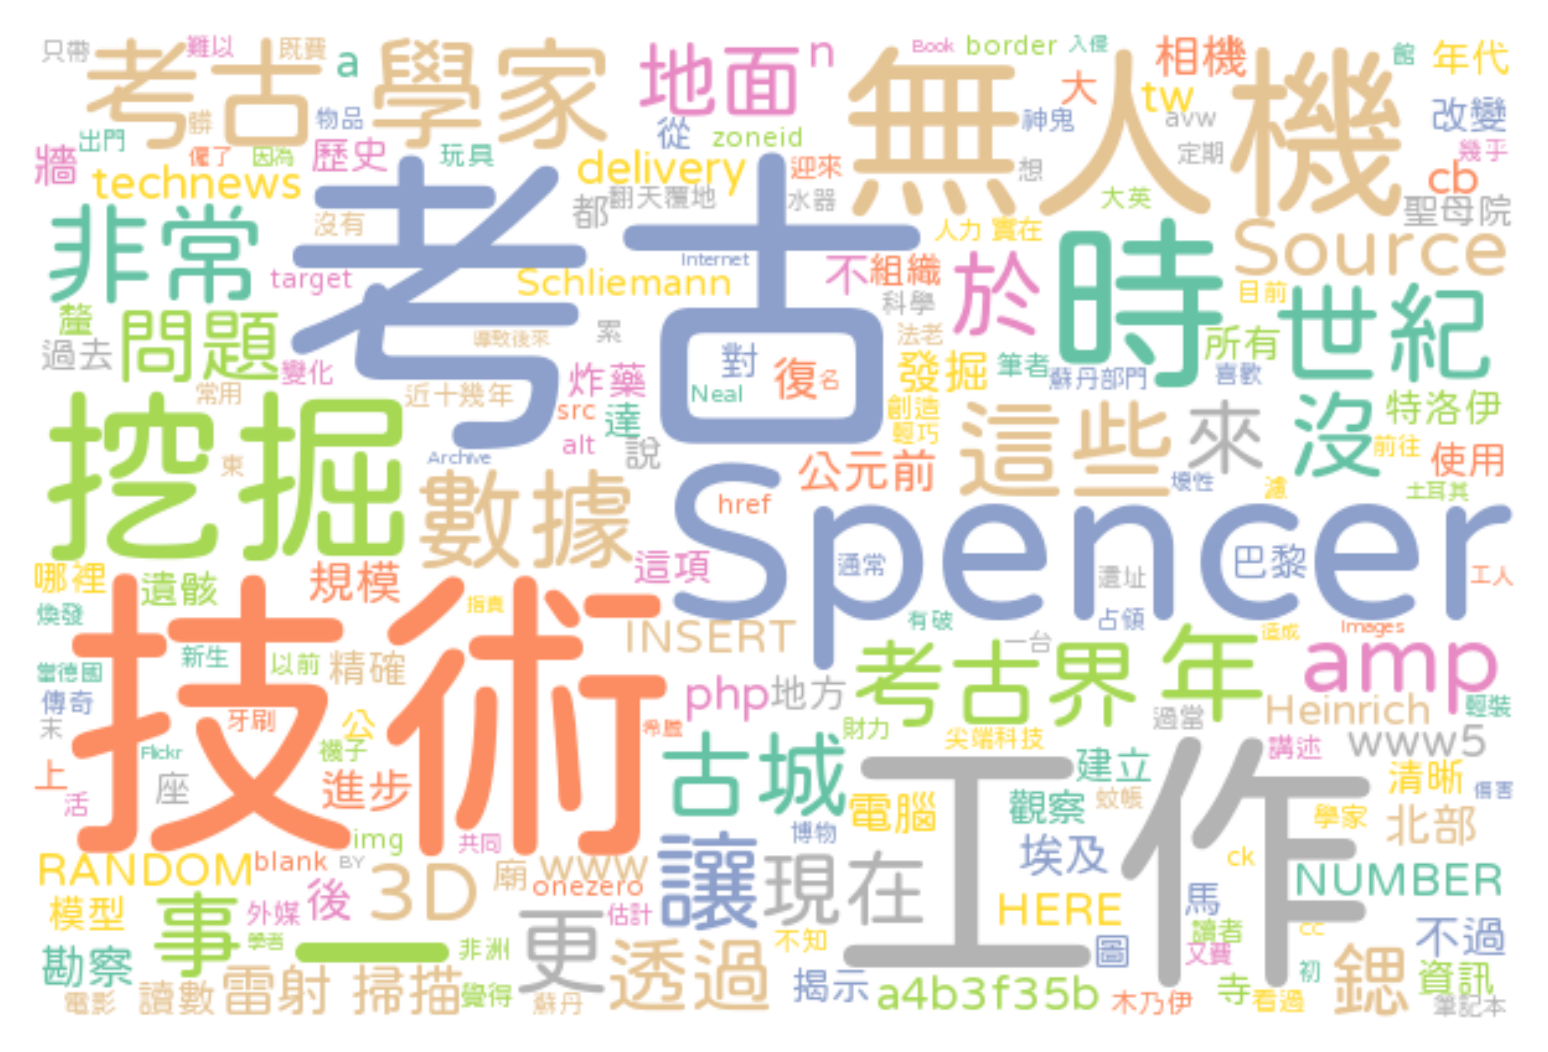 只帶 難以 既費 考古學家 a 地面 n Book border 入侵 無人機 相機 館 年代
髒 物品 從 zoneid 大 tw 神鬼 avw 改變
出門 牆 儸了 因為 歷史 玩具 delivery 迎來 想 定期 幾乎 cb
technews 沒有 都 翻天覆地 水器 大英 聖母院
非常 考古 人力 實在 Source
target Internet Schliemann 不 組織 於 時 目前 世紀
釐 問題 過去 導致後來 累 科學 法老 所有
變化 常用 近十幾年 炸藥 對 復 名 發掘 筆者 蘇丹部門 喜歡
Neal src 達 創造 輕巧 這些 來 沒 特洛伊
挖掘 束 Archive alt 說 公元前 前往 使用
數據 Spencer href 壞性 濾 土耳其
哪裡 遺骸 規模 這項 通常 遺址 巴黎 工人
煥發 技術 指責 INSERT 有破 占領 Images 造成
當德國 新生 以前 精確 一台 考古界 年 amp
傳奇 末 牙刷 公 希臘 php 地方 財力 過當 Heinrich 輕裝
Flickr 襪子 古城 尖端科技 講述 www5
上 活 座 進步 工作 建立 觀察 蚊帳 清晰 傷害
img 共同 博物 電腦 學家 北部
RANDOM blank BY 3D 廟 www onezero 讓 現在 埃及 ck NUMBER
模型 事 外媒 後 估計 HERE 馬
一 學者 非洲 更 不知 圖 讀者 又費 cc 不過
勘察 電影 讀數 雷射 掃描 覺得 蘇丹 透過 揭示 a4b3f35b 木乃伊 寺 看過 初 鍶 資訊 筆記本